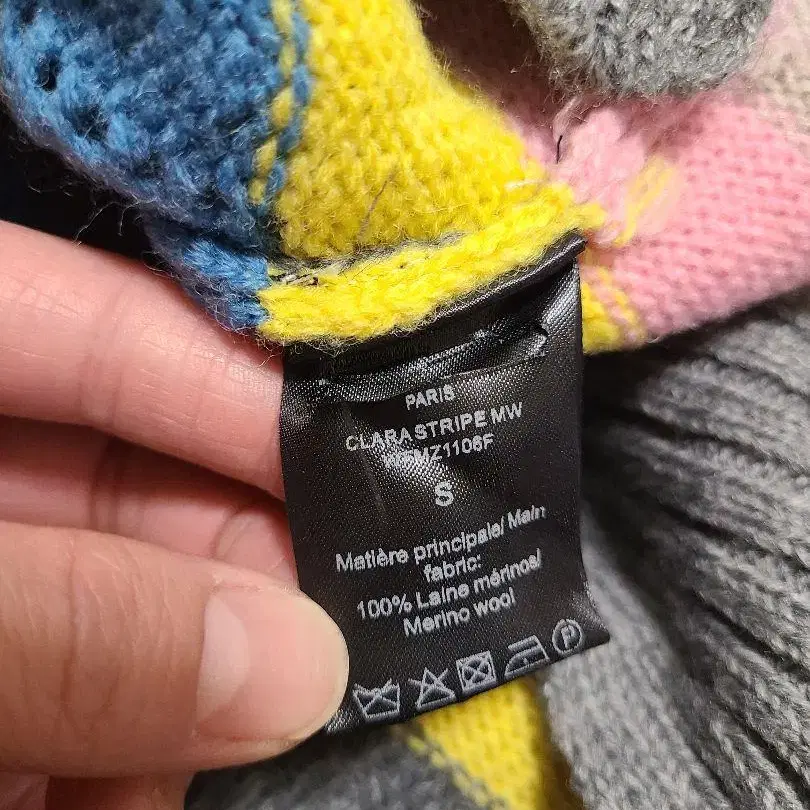 PARIS
CLARA STRIPE MW
S
Matière principale/ Main
fabric:
100% Laine mérinos/
Merino wool
P